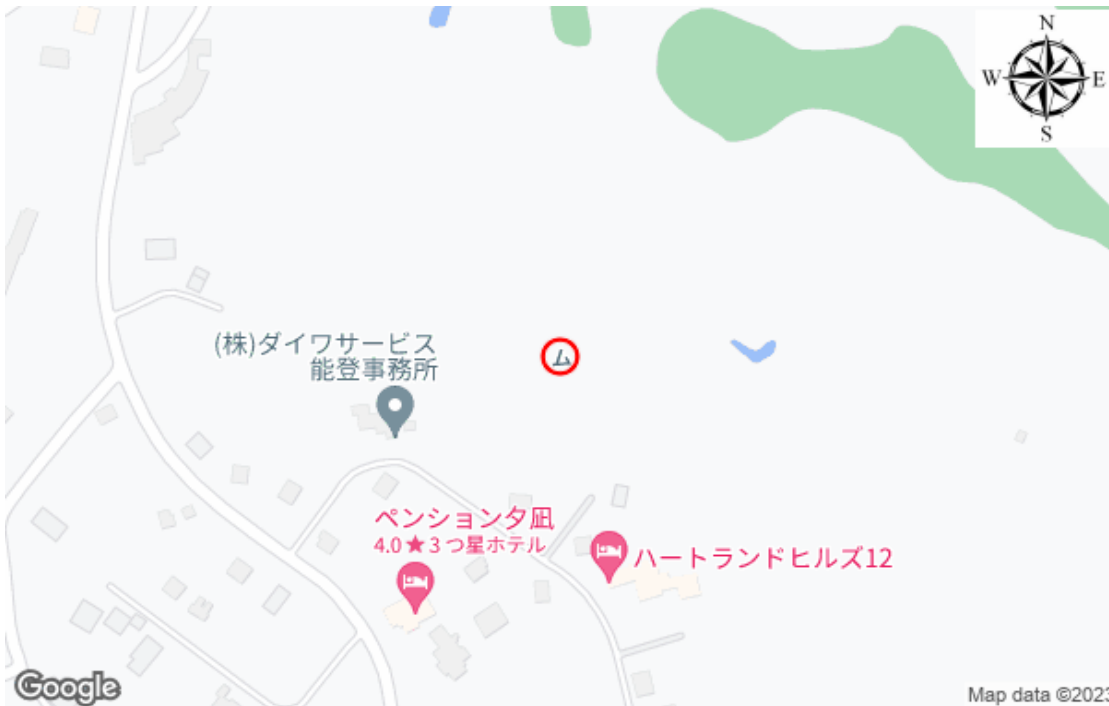 N
W E
S
(株)ダイワサービス
能登事務所
ム
ペンション夕凪
4.0★3つ星ホテル
ハートランドヒルズ12
Google
Map data ©2023